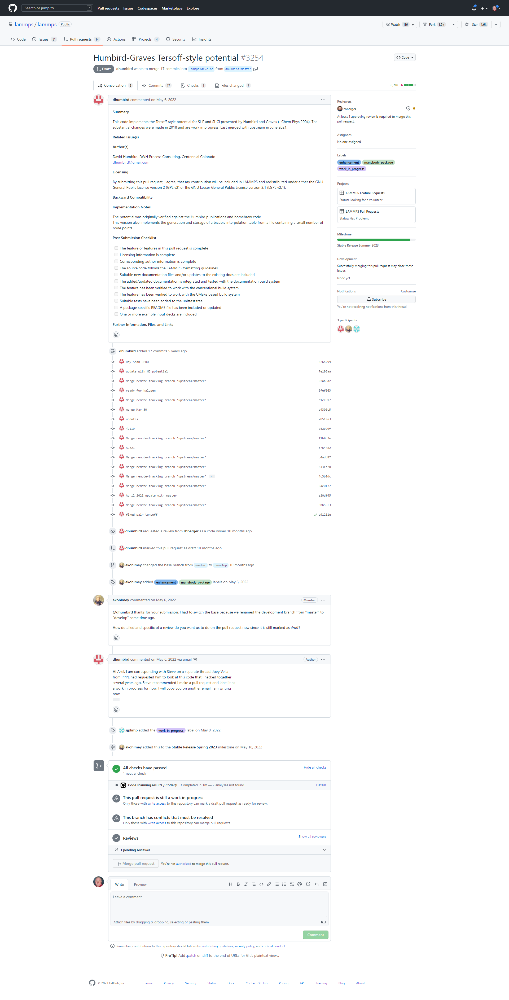 Search or jump to... /
Pull requests Issues Codespaces Marketplace Explore
lammps / lammps Public
Watch 116 Fork 1.5k Star 1.6k
Code Issues 51 Pull requests 14 Actions Projects 4 Security Insights
Humbird-Graves Tersoff-style potential #3254
Code
Draft dhumbird wants to merge 17 commits into lammps:develop from dhumbird:master
Conversation 2 Commits 17 Checks 1 Files changed 7
+1,716 −6
dhumbird commented on May 6, 2022
Summary
This code implements the Tersoff-style potential for Si-F and Si-Cl presented by Humbird and Graves (J Chem Phys 2004). The
substantial changes were made in 2018 and are work in progress. Last merged with upstream in June 2021.
Related Issue(s)
Author(s)
David Humbird, DWH Process Consulting, Centennial Colorado
dhumbird@gmail.com
Licensing
By submitting this pull request, I agree, that my contribution will be included in LAMMPS and redistributed under either the GNU
General Public License version 2 (GPL v2) or the GNU Lesser General Public License version 2.1 (LGPL v2.1).
Backward Compatibility
Implementation Notes
The potential was originally verified against the Humbird publications and homebrew code.
This version also implements the generation and storage of a bicubic interpolation table from a file containing a small number of
node points.
Post Submission Checklist
The feature or features in this pull request is complete
Licensing information is complete
Corresponding author information is complete
The source code follows the LAMMPS formatting guidelines
Suitable new documentation files and/or updates to the existing docs are included
The added/updated documentation is integrated and tested with the documentation build system
The feature has been verified to work with the conventional build system
The feature has been verified to work with the CMake based build system
Suitable tests have been added to the unittest tree.
A package specific README file has been included or updated
One or more example input decks are included
Further Information, Files, and Links
Reviewers
rbberger
At least 1 approving review is required to merge this
pull request.
Assignees
No one assigned
Labels
enhancement manybody_package
work_in_progress
Projects
LAMMPS Feature Requests
Status: Looking for a volunteer
LAMMPS Pull Requests
Status: Has Problems
Milestone
Stable Release Summer 2023
Development
Successfully merging this pull request may close these
issues.
None yet
Notifications Customize
Subscribe
You're not receiving notifications from this thread.
3 participants
dhumbird added 17 commits 5 years ago
Ray Shan REBO 5264299
update with HG potential 7e106aa
Merge remote-tracking branch 'upstream/master' 02aa8a2
ready for halogen 9fef063
Merge remote-tracking branch 'upstream/master' e1cc817
merge May 30 e4300c5
updates 7851aa3
jul19 a52e99f
Merge remote-tracking branch 'upstream/master' 11b0c3e
Aug21 f764482
Merge remote-tracking branch 'upstream/master' d4add87
Merge remote-tracking branch 'upstream/master' 643fc28
Merge remote-tracking branch 'upstream/master' ... 4c3b1dc
Merge remote-tracking branch 'upstream/master' 04e0f77
April 2021 update with master e20df45
Merge remote-tracking branch 'upstream/master' 3bb55f3
fixed pair_tersoff b91211e
dhumbird requested a review from rbberger as a code owner 10 months ago
dhumbird marked this pull request as draft 10 months ago
akohlmey changed the base branch from master to develop 10 months ago
akohlmey added enhancement manybody_package labels on May 6, 2022
akohlmey commented on May 6, 2022 Member
@dhumbird thanks for your submission. I had to switch the base because we renamed the development branch from "master" to
"develop" some time ago.
How detailed and specific of a review do you want us to do on the pull request now since it is still marked as draft?
dhumbird commented on May 6, 2022 via email Author
Hi Axel, I am corresponding with Steve on a separate thread. Joey Vella
from PPPL had requested him to look at this code that I hacked together
several years ago. Steve recommended I make a pull request and label it as
a work in progress for now. I will copy you on another email I am writing
now.
...
sjplimp added the work_in_progress label on May 9, 2022
akohlmey added this to the Stable Release Spring 2023 milestone on May 18, 2022
All checks have passed Hide all checks
1 neutral check
Code scanning results / CodeQL Completed in 1m — 2 analyses not found Details
This pull request is still a work in progress
Only those with write access to this repository can mark a draft pull request as ready for review.
This branch has conflicts that must be resolved
Only those with write access to this repository can merge pull requests.
Reviews Show all reviewers
1 pending reviewer
Merge pull request You're not authorized to merge this pull request.
Write Preview
Leave a comment
Attach files by dragging & dropping, selecting or pasting them.
Comment
Remember, contributions to this repository should follow its contributing guidelines, security policy, and code of conduct.
ProTip! Add .patch or .diff to the end of URLs for Git's plaintext views.
© 2023 GitHub, Inc. Terms Privacy Security Status Docs Contact GitHub Pricing API Training Blog About